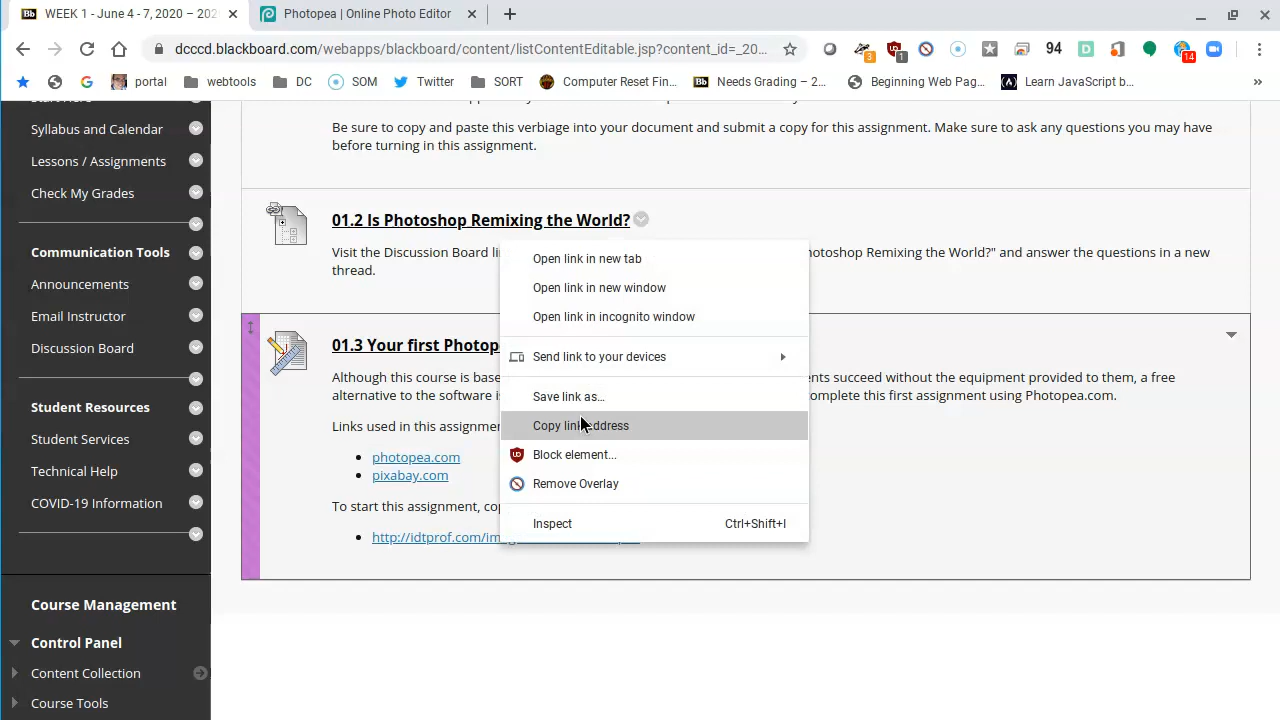 WEEK 1 - June 4 - 7, 2020 – 202
Photopea | Online Photo Editor
dcccd.blackboard.com/webapps/blackboard/content/listContentEditable.jsp?content_id=_20...
3
1
94
14
portal
webtools
DC
SOM
Twitter
SORT
Computer Reset Fin...
Needs Grading – 2...
Beginning Web Pag...
Learn JavaScript b...
»
Start Here
Syllabus and Calendar
Lessons / Assignments
Check My Grades
Communication Tools
Announcements
Email Instructor
Discussion Board
Student Resources
Student Services
Technical Help
COVID-19 Information
Course Management
Control Panel
Content Collection
Course Tools
Be sure to copy and paste this verbiage into your document and submit a copy for this assignment. Make sure to ask any questions you may have
before turning in this assignment.
01.2 Is Photoshop Remixing the World?
Visit the Discussion Board li
otoshop Remixing the World?" and answer the questions in a new
thread.
01.3 Your first Photop
Although this course is base
nts succeed without the equipment provided to them, a free
alternative to the software is
omplete this first assignment using Photopea.com.
Links used in this assignmen
photopea.com
pixabay.com
To start this assignment, cop
http://idtprof.com/im
Open link in new tab
Open link in new window
Open link in incognito window
Send link to your devices
Save link as...
Copy link address
Block element...
Remove Overlay
Inspect Ctrl+Shift+I